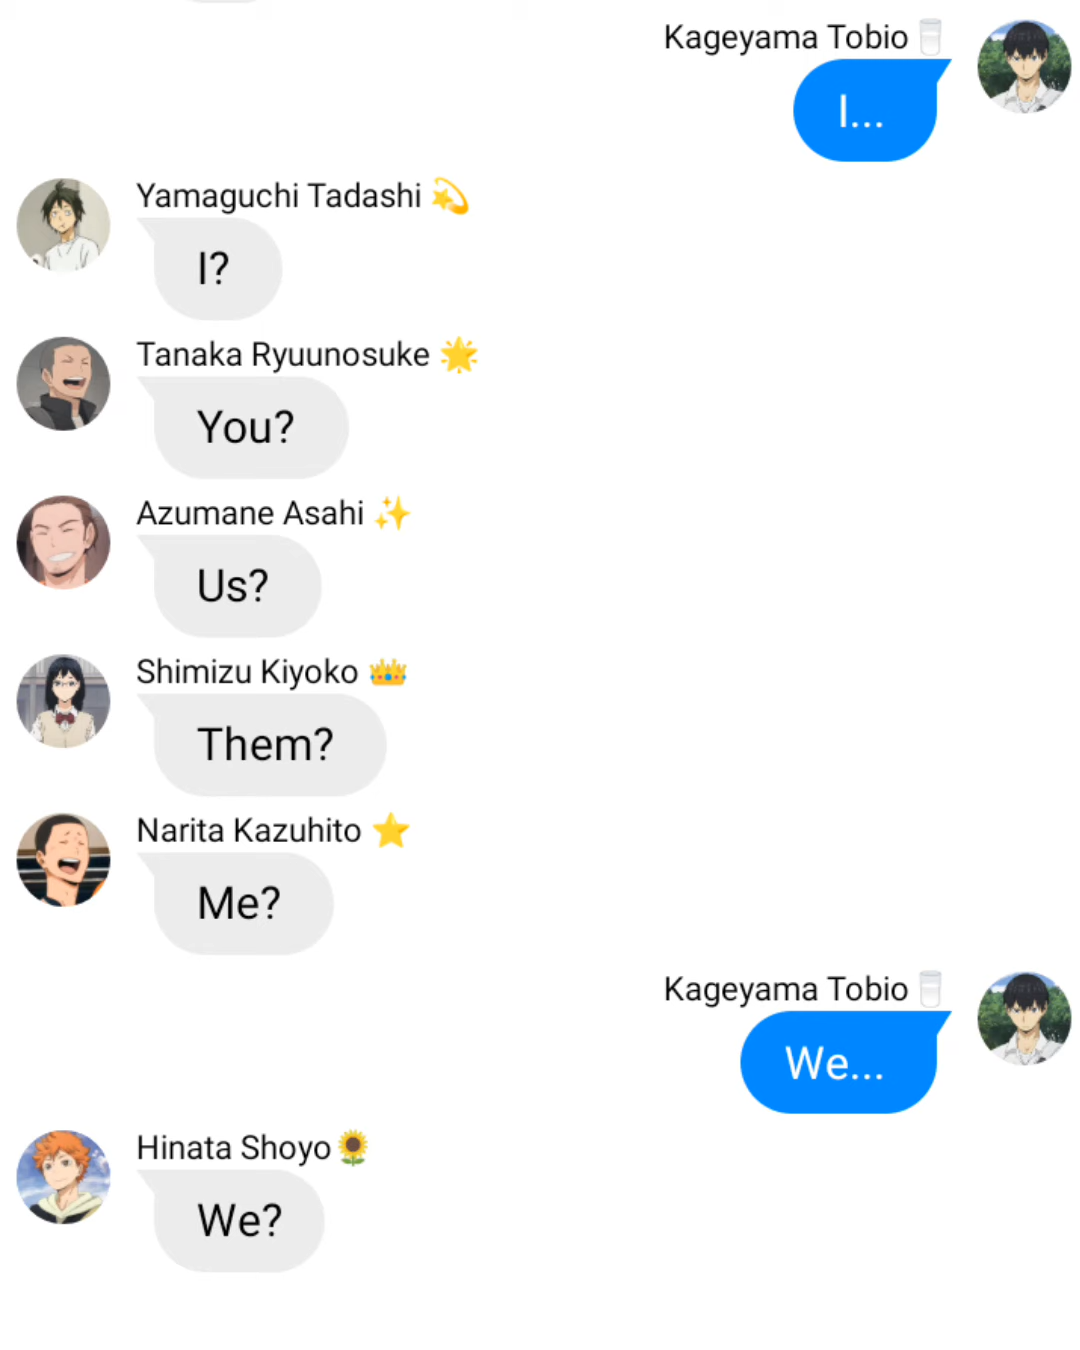 Kageyama Tobio🥛
I...
Yamaguchi Tadashi 💫
I?
Tanaka Ryuunosuke 🌟
You?
Azumane Asahi ✨
Us?
Shimizu Kiyoko 👑
Them?
Narita Kazuhito ⭐
Me?
Kageyama Tobio🥛
We...
Hinata Shoyo🌻
We?